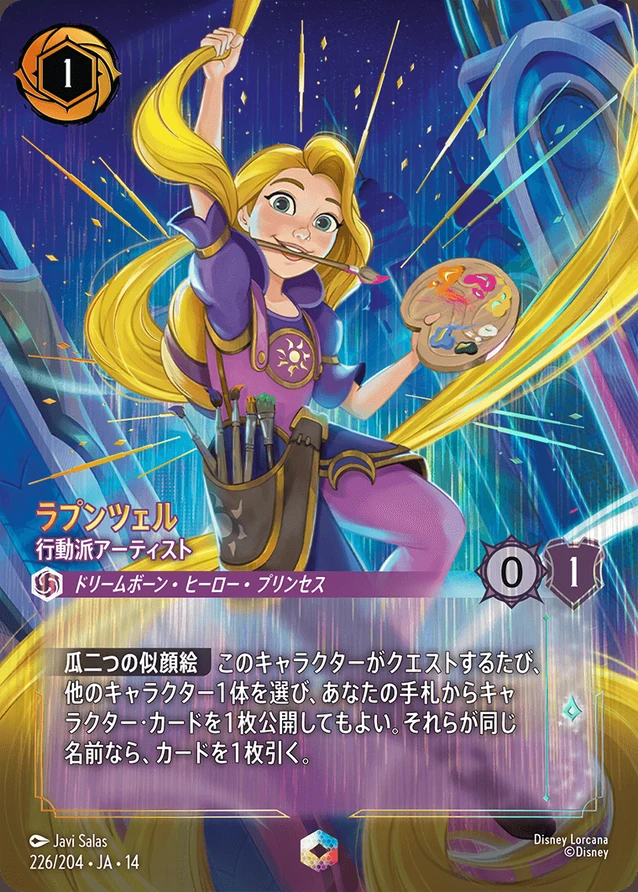 1
ラプンツェル
行動派アーティスト
ドリームボーン・ヒーロー・プリンセス
0
1
瓜二つの似顔絵 このキャラクターがクエストするたび、
他のキャラクター1体を選び、あなたの手札からキャ
ラクター・カードを1枚公開してもよい。それらが同じ
名前なら、カードを1枚引く。
Javi Salas
226/204・JA・14
Disney Lorcana
©Disney